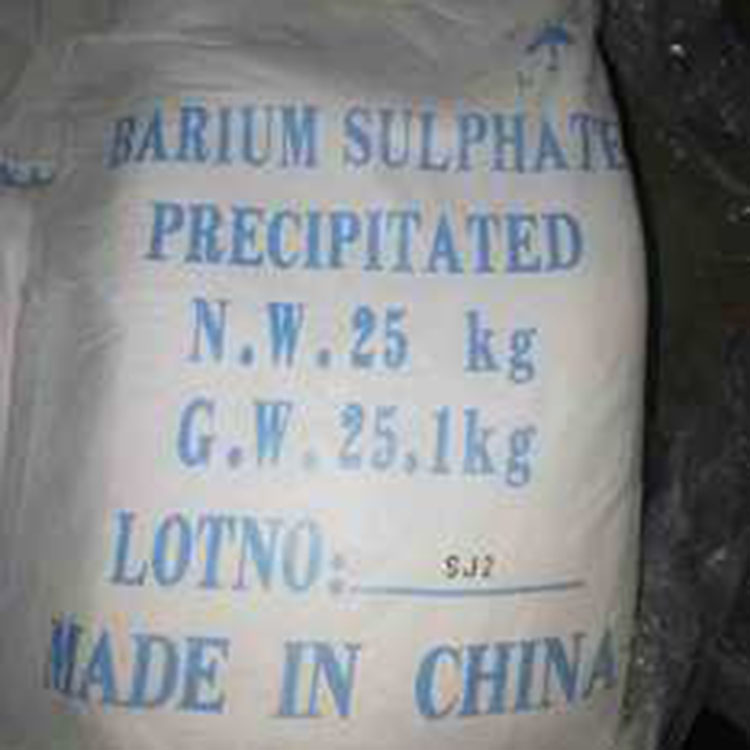 BARIUM SULPHATE
PRECIPITATED
N.W.25 kg
G.W.25.1kg
LOTNO: SJ2
MADE IN CHINA